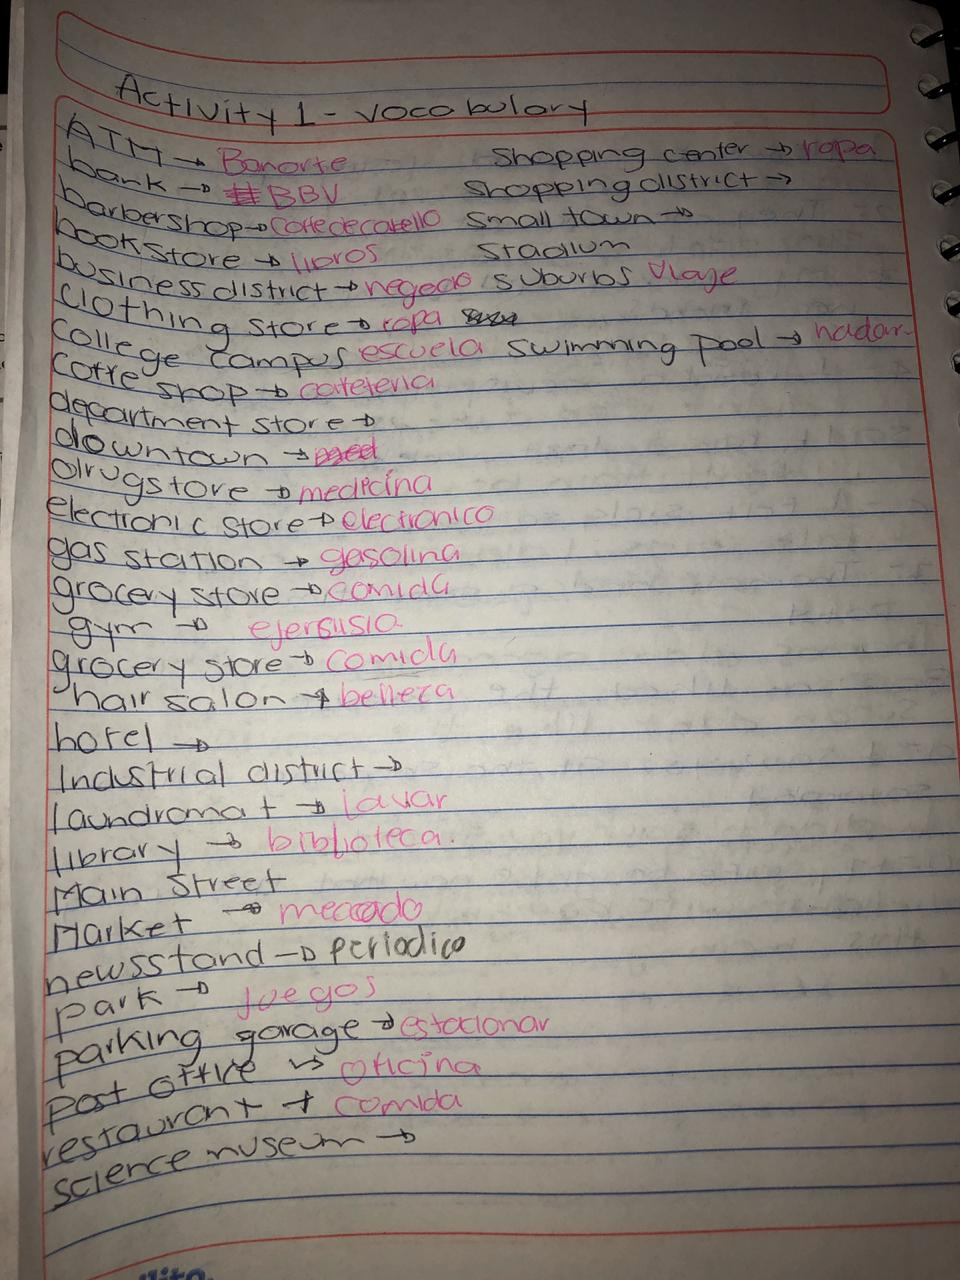 Activity 1 - vocabulary
ATM → Banorte
bank → BBV
barbershop → corte de cabello
bookstore → libros
business district → negocio
clothing store → ropa
college campus escuela
coffe shop → cafeteria
department store →
downtown →
drugstore → medicina
electronic store → electronico
gas station → gasolina
grocery store → comida
gym → ejersusio
grocery store → comida
hair salon → belleza
hotel →
Industrial district →
laundromat → lavar
library → biblioteca.
Main Street
Market → mercado
newsstand → periodico
park → juegos
parking garage → estacionar
post office → oficina
restaurant → comida
science museum →
shopping center → ropa
shopping district →
small town →
stadium
suburbs viaje
swimming pool → nadar